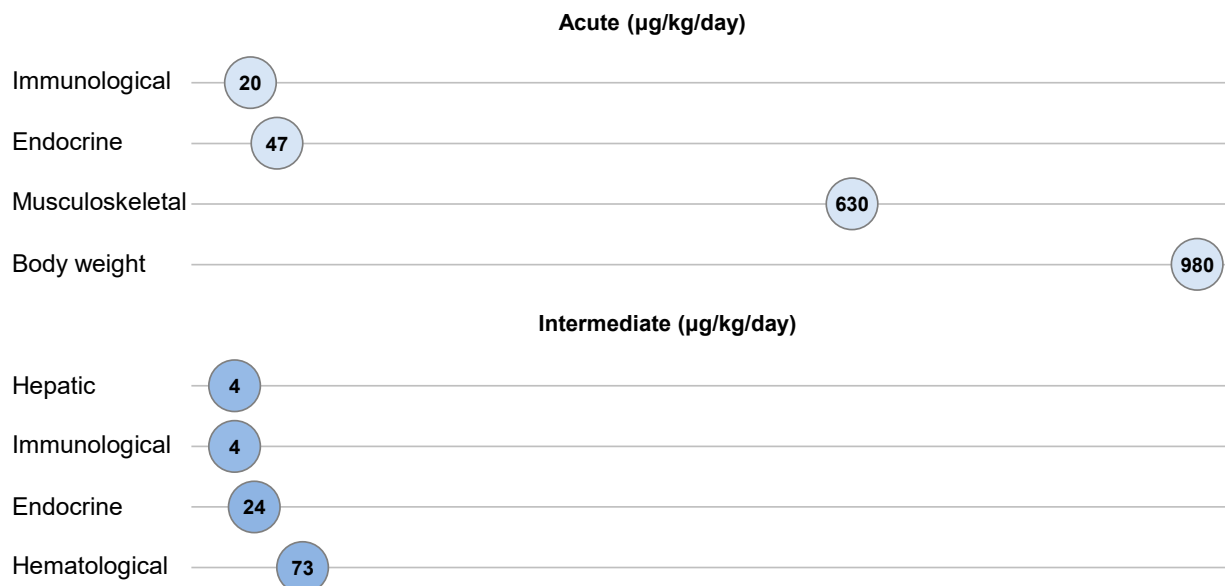 Acute (µg/kg/day)
Immunological 20
Endocrine 47
Musculoskeletal 630
Body weight 980
Intermediate (µg/kg/day)
Hepatic 4
Immunological 4
Endocrine 24
Hematological 73